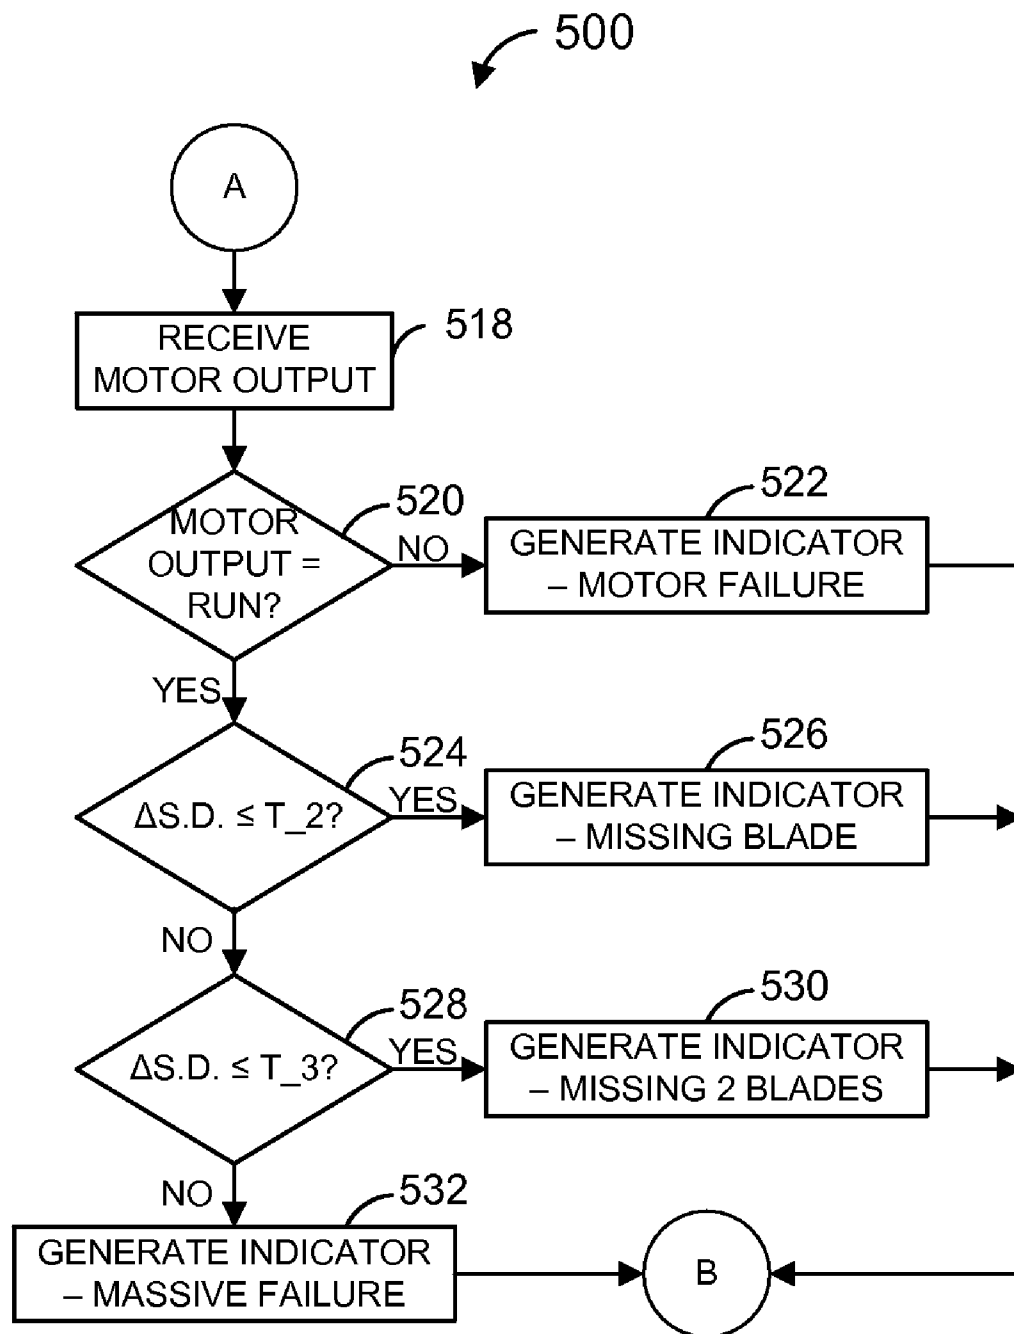 500
A
518
RECEIVE
MOTOR OUTPUT
520
MOTOR
OUTPUT =
RUN?
NO
522
GENERATE INDICATOR
– MOTOR FAILURE
YES
524
ΔS.D. ≤ T_2?
YES
526
GENERATE INDICATOR
– MISSING BLADE
NO
528
ΔS.D. ≤ T_3?
YES
530
GENERATE INDICATOR
– MISSING 2 BLADES
NO
532
GENERATE INDICATOR
– MASSIVE FAILURE
B